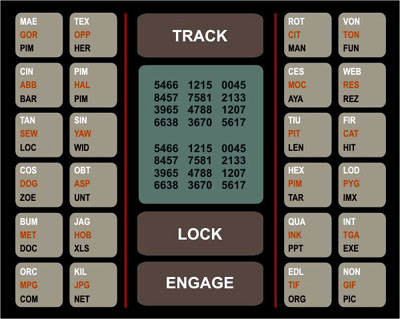 MAE
GOR
PIM
TEX
OPP
HER
CIN
ABB
BAR
PIM
HAL
PIM
TAN
SEW
LOC
SIN
YAW
WID
COS
DOG
ZOE
OBT
ASP
UNT
BUM
MET
DOC
JAG
HOB
XLS
ORC
MPG
COM
KIL
JPG
NET
TRACK
5466 1215 0045
8457 7581 2133
3965 4788 1207
6638 3670 5617
5466 1215 0045
8457 7581 2133
3965 4788 1207
6638 3670 5617
LOCK
ENGAGE
ROT
CIT
MAN
VON
TON
FUN
CES
MOC
AYA
WEB
RES
REZ
TIU
PIT
LEN
FIR
CAT
HIT
HEX
PIM
TAR
LOD
PYG
IMX
QUA
INK
PPT
INT
TGA
EXE
EDL
TIF
ORG
NON
GIF
PIC